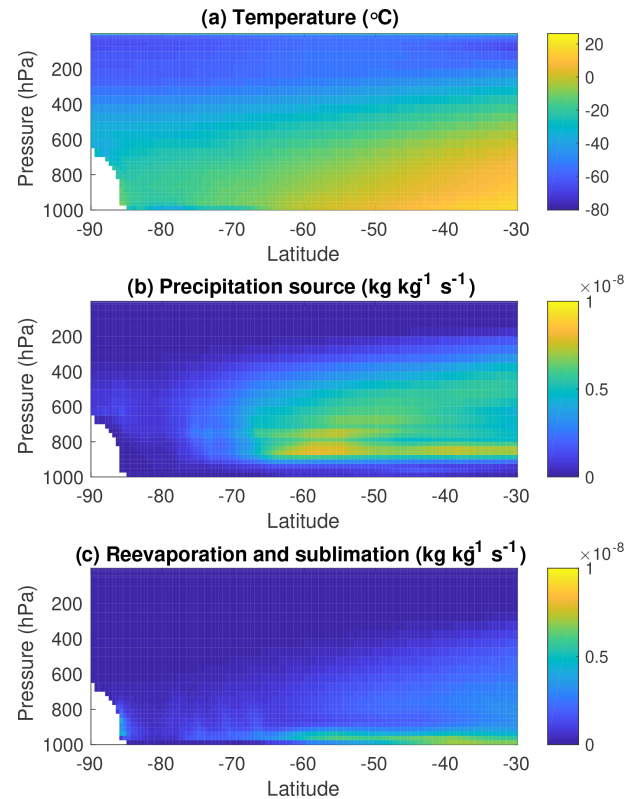 (a) Temperature (°C)
Pressure (hPa)
200
400
600
800
1000
-90 -80 -70 -60 -50 -40 -30
Latitude
20
0
-20
-40
-60
-80
(b) Precipitation source (kg kg⁻¹ s⁻¹)
×10⁻⁸
Pressure (hPa)
200
400
600
800
1000
-90 -80 -70 -60 -50 -40 -30
Latitude
1
0.5
0
(c) Reevaporation and sublimation (kg kg⁻¹ s⁻¹)
×10⁻⁸
Pressure (hPa)
200
400
600
800
1000
-90 -80 -70 -60 -50 -40 -30
Latitude
1
0.5
0